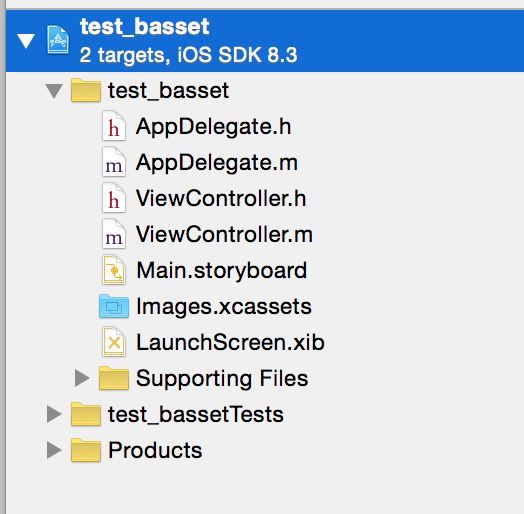 test_basset
2 targets, iOS SDK 8.3
test_basset
h AppDelegate.h
m AppDelegate.m
h ViewController.h
m ViewController.m
Main.storyboard
Images.xcassets
LaunchScreen.xib
Supporting Files
test_bassetTests
Products